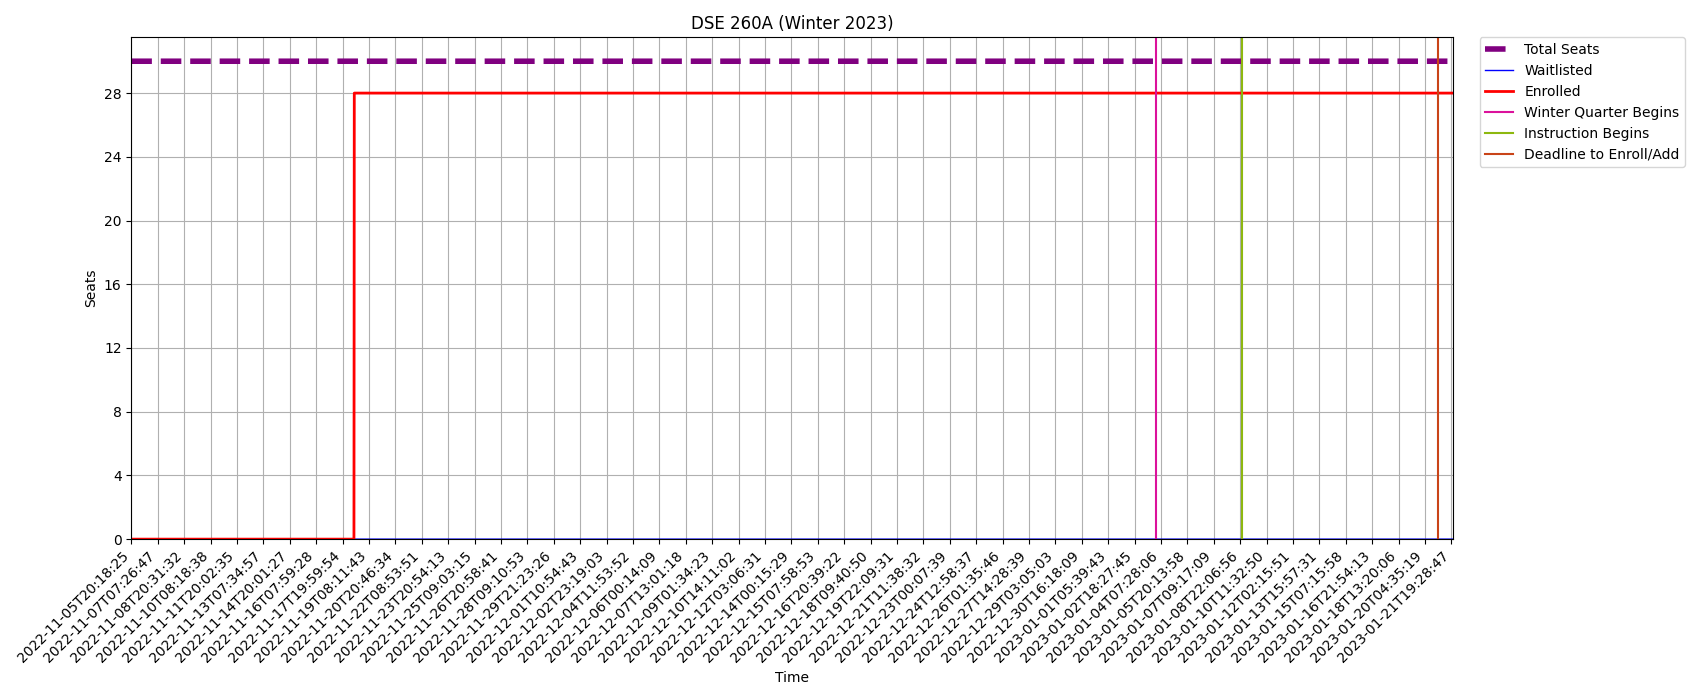 DSE 260A (Winter 2023)
Total Seats
Waitlisted
Enrolled
Winter Quarter Begins
Instruction Begins
Deadline to Enroll/Add
Seats
28
24
20
16
12
8
4
0
2022-11-05T20:18:25
2022-11-07T07:26:47
2022-11-08T20:31:32
2022-11-10T08:18:38
2022-11-11T20:02:35
2022-11-13T07:34:57
2022-11-14T20:01:27
2022-11-16T07:59:28
2022-11-17T19:59:54
2022-11-19T08:11:43
2022-11-20T20:46:34
2022-11-22T08:53:51
2022-11-23T20:54:13
2022-11-25T09:03:15
2022-11-26T20:58:41
2022-11-28T09:10:53
2022-11-29T21:23:26
2022-12-01T10:54:43
2022-12-02T23:19:03
2022-12-04T11:53:52
2022-12-06T00:14:09
2022-12-07T13:01:18
2022-12-09T01:34:23
2022-12-10T14:11:02
2022-12-12T03:06:31
2022-12-14T00:15:29
2022-12-15T07:58:53
2022-12-16T20:39:22
2022-12-18T09:40:50
2022-12-19T22:09:31
2022-12-21T11:38:32
2022-12-23T00:07:39
2022-12-24T12:58:37
2022-12-26T01:35:46
2022-12-27T14:28:39
2022-12-29T03:05:03
2022-12-30T16:18:09
2023-01-01T05:39:43
2023-01-02T18:27:45
2023-01-04T07:28:06
2023-01-05T20:13:58
2023-01-07T09:17:09
2023-01-08T22:06:56
2023-01-10T11:32:50
2023-01-12T02:15:51
2023-01-13T15:57:31
2023-01-15T07:15:58
2023-01-16T21:54:13
2023-01-18T13:20:06
2023-01-20T04:35:19
2023-01-21T19:28:47
Time